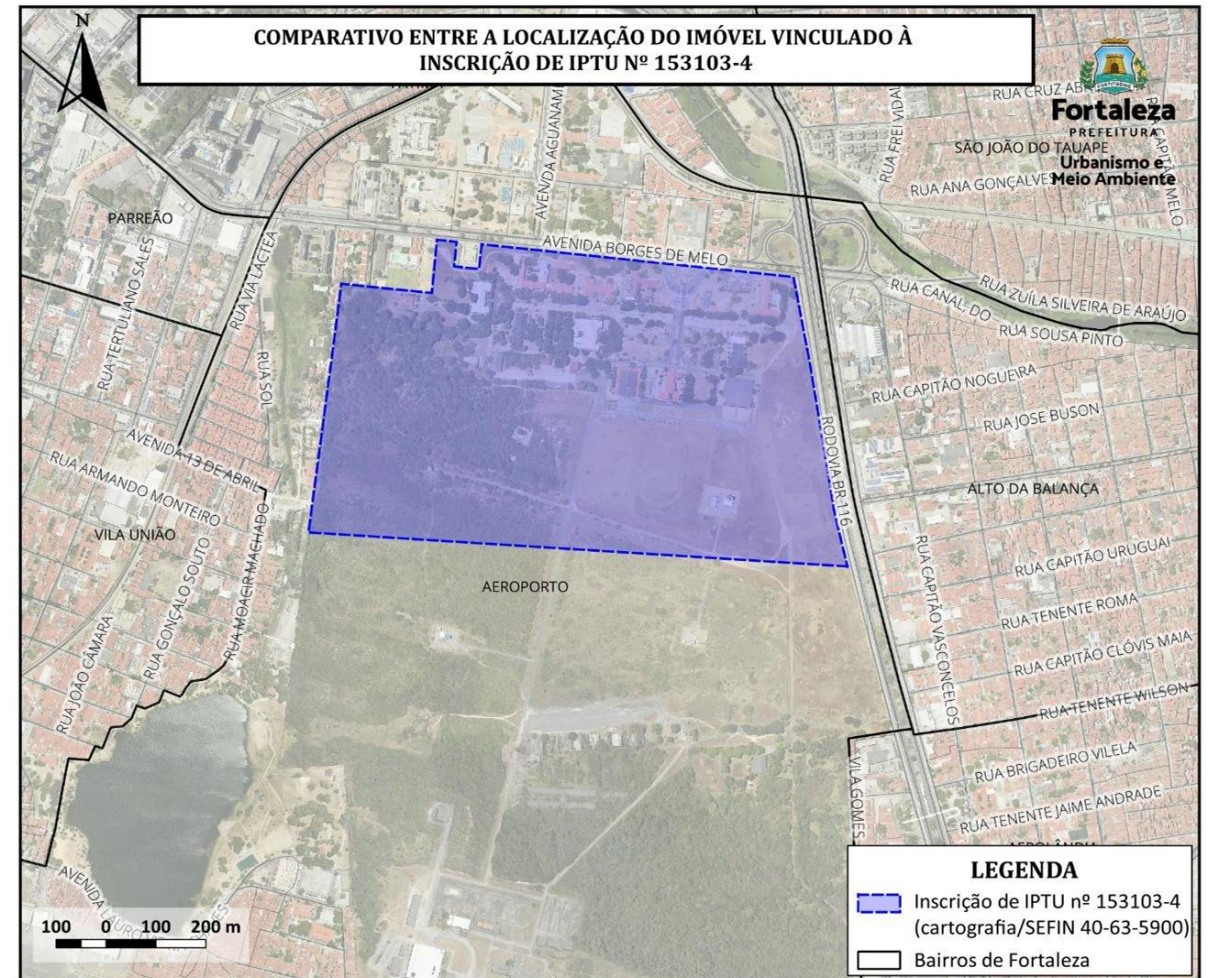 N
COMPARATIVO ENTRE A LOCALIZAÇÃO DO IMÓVEL VINCULADO À
INSCRIÇÃO DE IPTU Nº 153103-4
Fortaleza
PREFEITURA
Urbanismo e
Meio Ambiente
RUA FREI VIDAL
SÃO JOÃO DO TAUAPE
RUA ANA GONÇALVES
PARREÃO
RUA TERTULIANO SALES
RUA VIA LÁCTEA
AVENIDA BORGES DE MELO
RUA ZUÍLA SILVEIRA DE ARAÚJO
RUA CANAL, DO
RUA SOUSA PINTO
RUA SOL
RUA CAPITÃO NOGUEIRA
RUA JOSE BUSON
RODOVIA BR-116
AVENIDA 13 DE ABRIL
RUA ARMANDO MONTEIRO
ALTO DA BALANÇA
VILA UNIÃO
RUA GONÇALO SOUTO
RUA MOACIR MACHADO
RUA JOÃO CÂMARA
AEROPORTO
RUA CAPITÃO VASCONCELOS
RUA CAPITÃO URUGUAI
RUA TENENTE ROMA
RUA CAPITÃO CLÓVIS MAIA
RUA TENENTE WILSON
RUA BRIGADEIRO VILELA
RUA TENENTE JAIME ANDRADE
VILA GOMES
100 0 100 200 m
LEGENDA
Inscrição de IPTU nº 153103-4
(cartografia/SEFIN 40-63-5900)
Bairros de Fortaleza